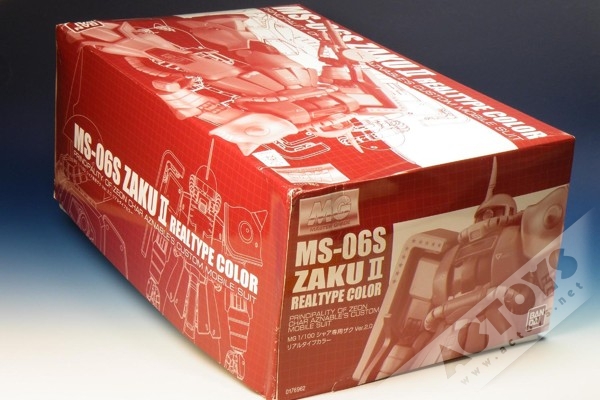 MS-06S ZAKU II REALTYPE COLOR
MS-06S ZAKU II REALTYPE COLOR
PRINCIPALITY OF ZEON CHAR AZNABLE'S CUSTOM MOBILE SUIT
MG
MS-06S
ZAKU II
REALTYPE COLOR
PRINCIPALITY OF ZEON
CHAR AZNABLE'S CUSTOM
MOBILE SUIT
MG 1/100 シャア専用ザク Ver.2.0
リアルタイプカラー
0175962
BAN
DAI
ACTOYS